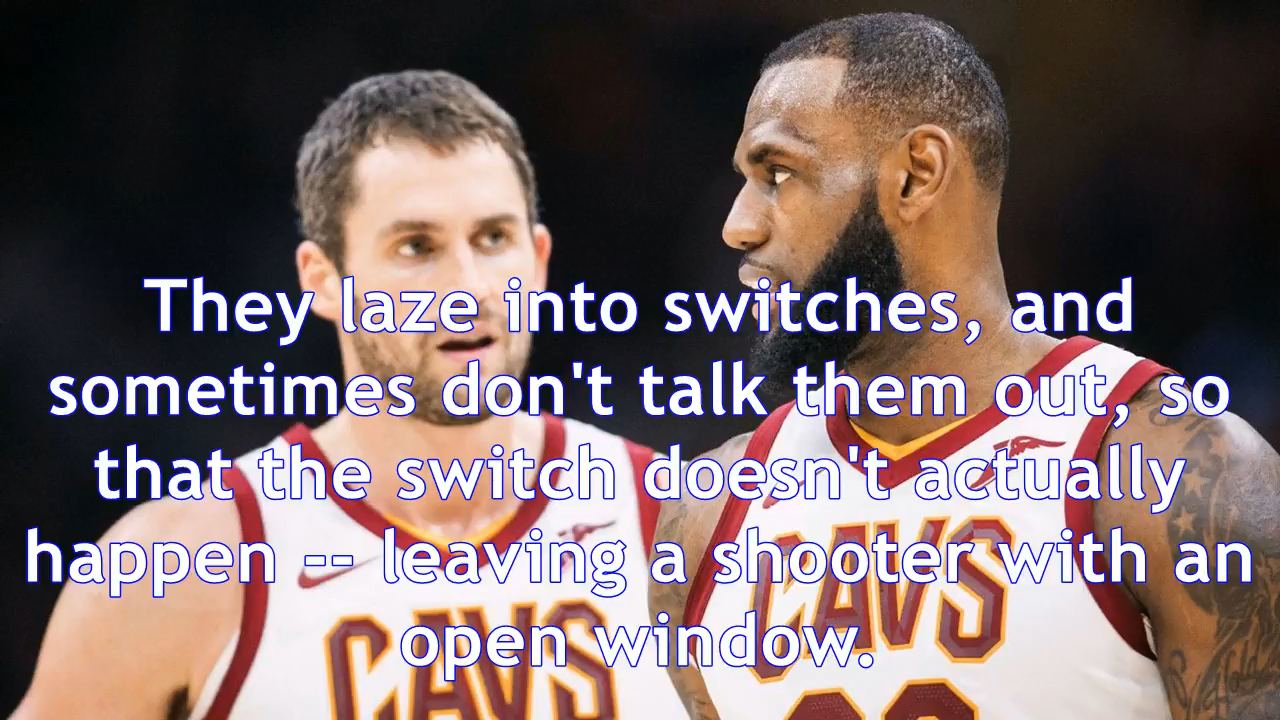 They laze into switches, and
sometimes don't talk them out, so
that the switch doesn't actually
happen -- leaving a shooter with an
open window.
CAVS
CAVS